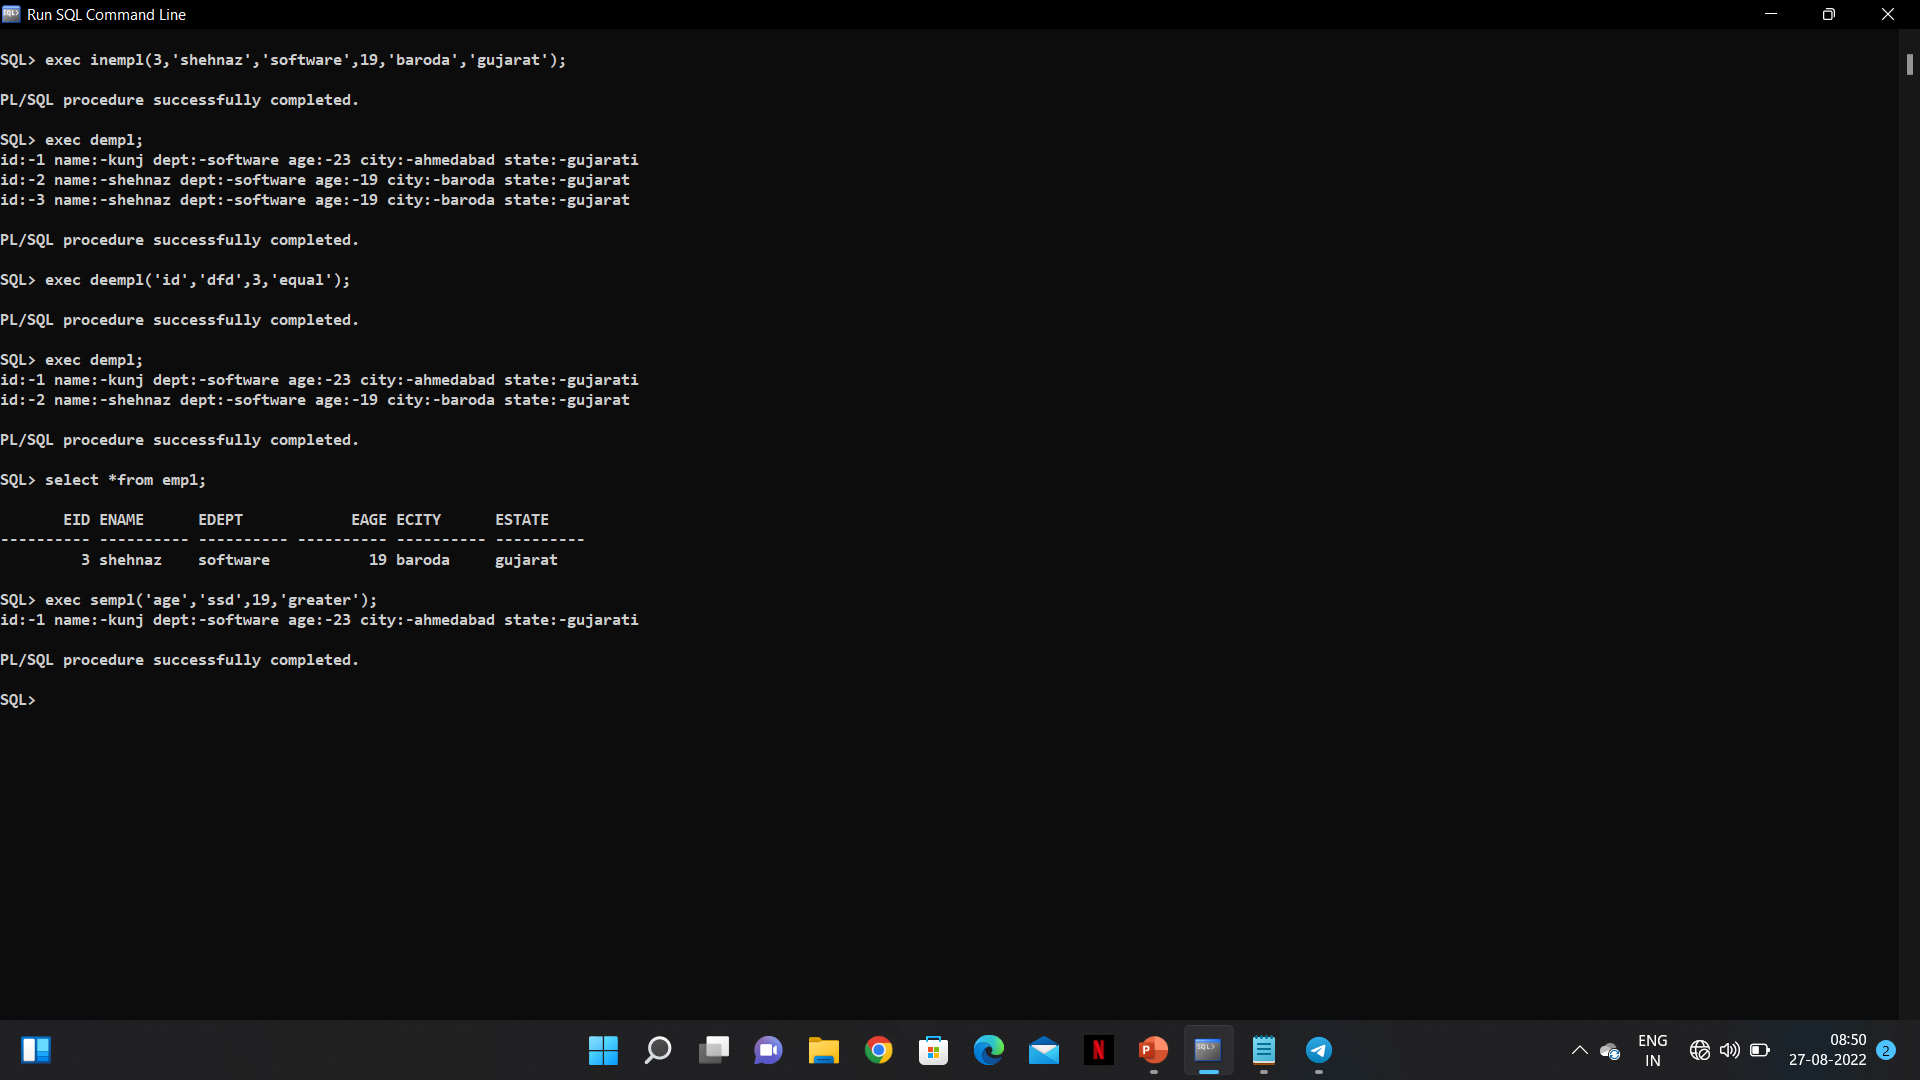 Run SQL Command Line
SQL> exec inempl(3,'shehnaz','software',19,'baroda','gujarat');
PL/SQL procedure successfully completed.
SQL> exec dempl;
id:-1 name:-kunj dept:-software age:-23 city:-ahmedabad state:-gujarati
id:-2 name:-shehnaz dept:-software age:-19 city:-baroda state:-gujarat
id:-3 name:-shehnaz dept:-software age:-19 city:-baroda state:-gujarat
PL/SQL procedure successfully completed.
SQL> exec deempl('id','dfd',3,'equal');
PL/SQL procedure successfully completed.
SQL> exec dempl;
id:-1 name:-kunj dept:-software age:-23 city:-ahmedabad state:-gujarati
id:-2 name:-shehnaz dept:-software age:-19 city:-baroda state:-gujarat
PL/SQL procedure successfully completed.
SQL> select *from emp1;
EID ENAME EDEPT EAGE ECITY ESTATE
---------- ---------- ---------- ---------- ---------- ----------
3 shehnaz software 19 baroda gujarat
SQL> exec sempl('age','ssd',19,'greater');
id:-1 name:-kunj dept:-software age:-23 city:-ahmedabad state:-gujarati
PL/SQL procedure successfully completed.
SQL>
ENG
IN
08:50
27-08-2022
2